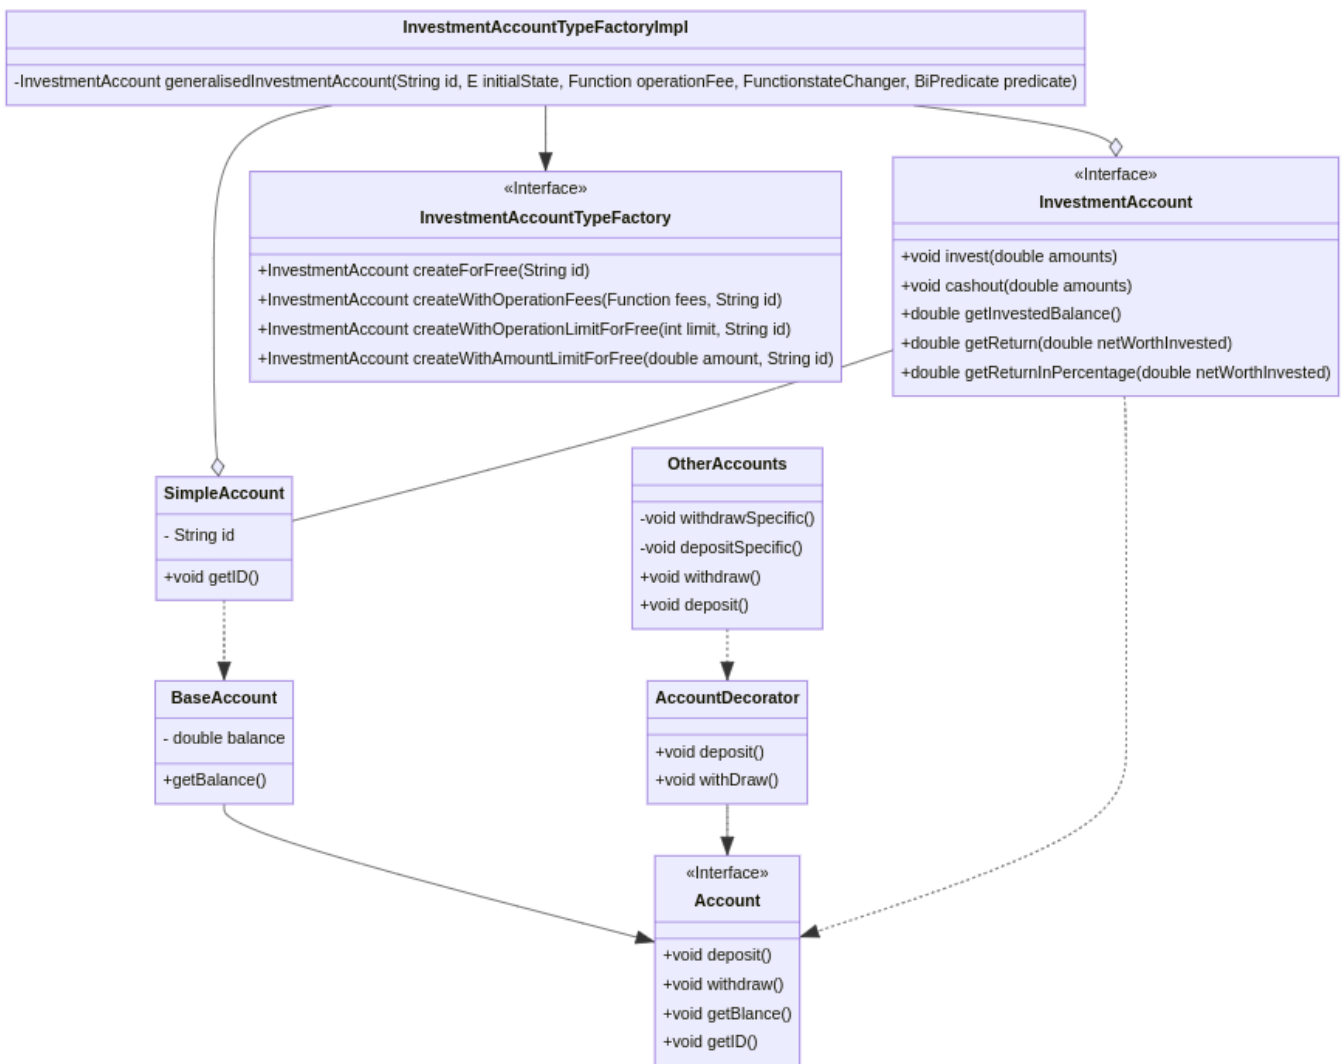 InvestmentAccountTypeFactoryImpl
-InvestmentAccount generalisedInvestmentAccount(String id, E initialState, Function operationFee, FunctionstateChanger, BiPredicate predicate)
«Interface»
InvestmentAccountTypeFactory
+InvestmentAccount createForFree(String id)
+InvestmentAccount createWithOperationFees(Function fees, String id)
+InvestmentAccount createWithOperationLimitForFree(int limit, String id)
+InvestmentAccount createWithAmountLimitForFree(double amount, String id)
«Interface»
InvestmentAccount
+void invest(double amounts)
+void cashout(double amounts)
+double getInvestedBalance()
+double getReturn(double netWorthInvested)
+double getReturnInPercentage(double netWorthInvested)
SimpleAccount
- String id
+void getID()
OtherAccounts
-void withdrawSpecific()
-void depositSpecific()
+void withdraw()
+void deposit()
BaseAccount
- double balance
+getBalance()
AccountDecorator
+void deposit()
+void withDraw()
«Interface»
Account
+void deposit()
+void withdraw()
+void getBlance()
+void getID()